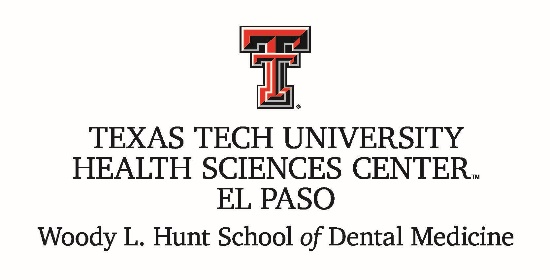 TEXAS TECH UNIVERSITY
HEALTH SCIENCES CENTER™
EL PASO
Woody L. Hunt School of Dental Medicine